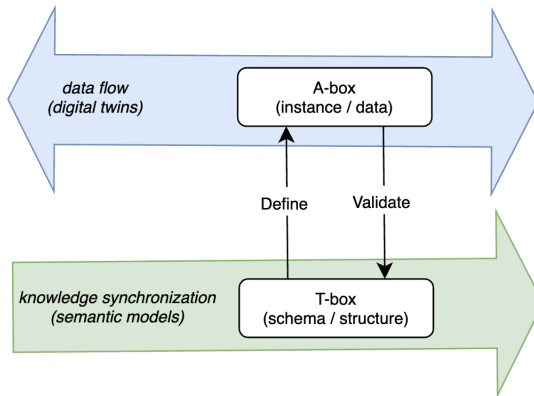 data flow
(digital twins)
A-box
(instance / data)
Define
Validate
knowledge synchronization
(semantic models)
T-box
(schema / structure)